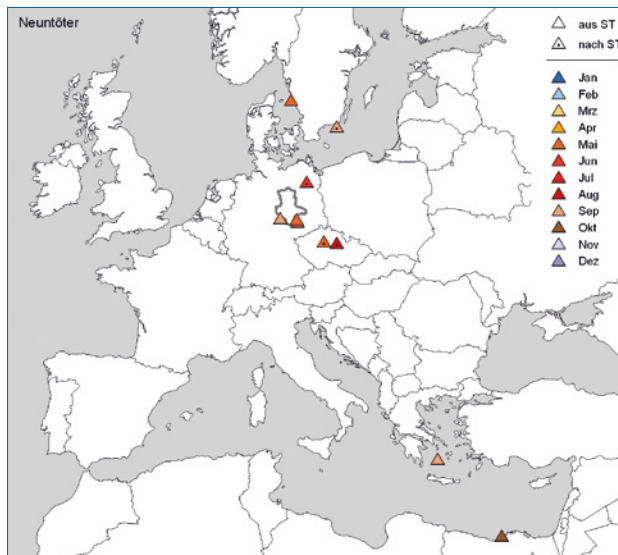 Neuntöter
aus ST
nach ST
Jan
Feb
Mrz
Apr
Mai
Jun
Jul
Aug
Sep
Okt
Nov
Dez